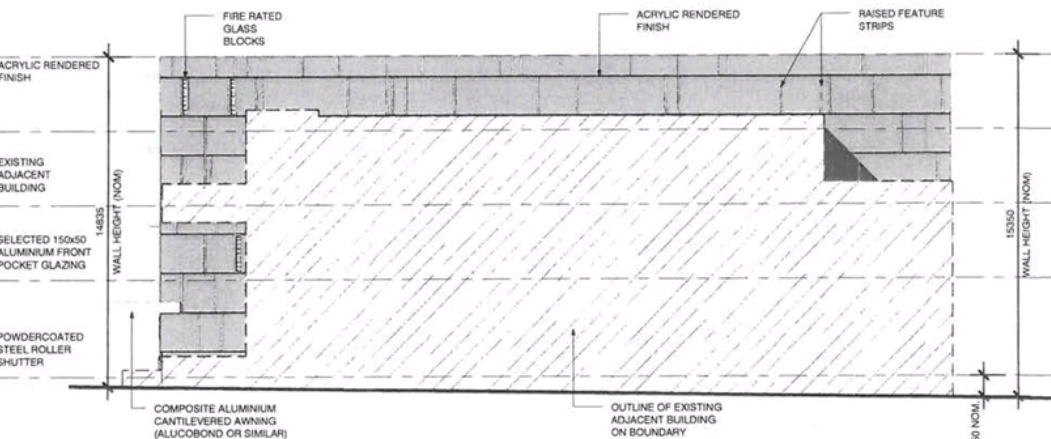 FIRE RATED
GLASS
BLOCKS
ACRYLIC RENDERED
FINISH
RAISED FEATURE
STRIPS
ACRYLIC RENDERED
FINISH
EXISTING
ADJACENT
BUILDING
14835
WALL HEIGHT (NOM)
15350
WALL HEIGHT (NOM)
SELECTED 150x50
ALUMINIUM FRONT
POCKET GLAZING
POWDERCOATED
STEEL ROLLER
SHUTTER
COMPOSITE ALUMINIUM
CANTILEVERED AWNING
(ALUCOBOND OR SIMILAR)
OUTLINE OF EXISTING
ADJACENT BUILDING
ON BOUNDARY
NOM.